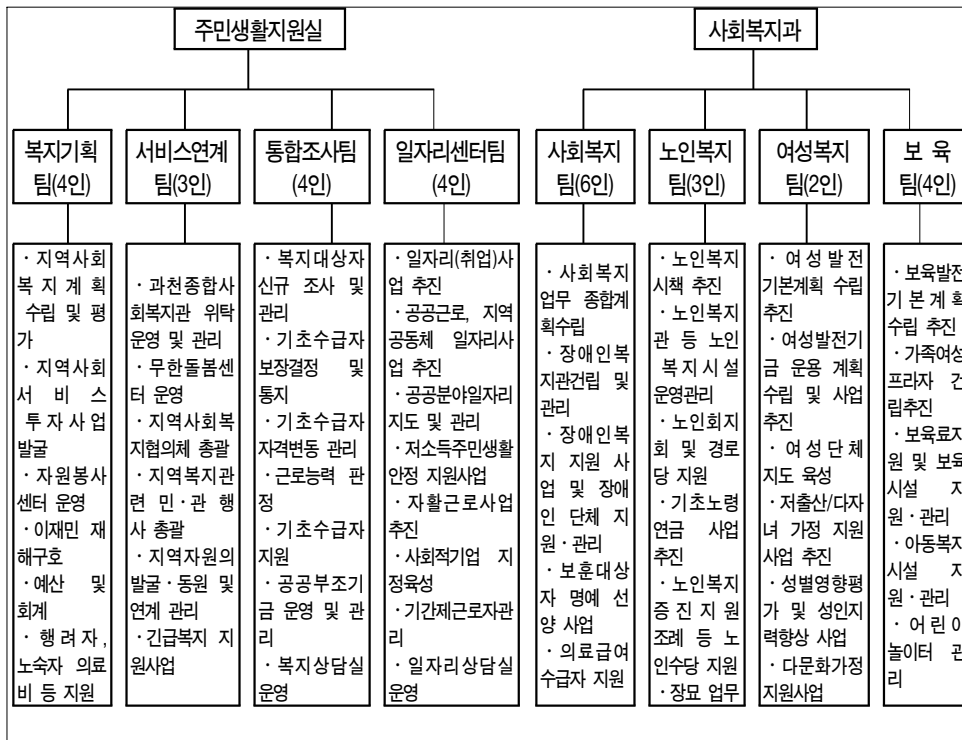 주민생활지원실
사회복지과
복지기획
팀(4인)
서비스연계
팀(3인)
통합조사팀
(4인)
일자리센터팀
(4인)
사회복지
팀(6인)
노인복지
팀(3인)
여성복지
팀(2인)
보 육
팀(4인)
· 지역사회
복지계획
수립 및 평
가
· 지역사회
서비스
투자사업
발굴
· 자원봉사
센터 운영
· 이재민 재
해구호
· 예산 및
회계
· 행려자,
노숙자 의료
비 등 지원
· 과천종합사
회복지관 위탁
운영 및 관리
· 무한돌봄센
터 운영
· 지역사회복
지협의체 총괄
· 지역복지관
련 민·관 행
사 총괄
· 지역자원의
발굴·동원 및
연계 관리
· 긴급복지 지
원사업
· 복지대상자
신규 조사 및
관리
· 기초수급자
보장결정 및
통지
· 기초수급자
자격변동 관리
· 근로능력 판
정
· 기초수급자
지원
· 공공부조기
금 운영 및 관
리
· 복지상담실
운영
· 일자리(취업)사
업 추진
· 공공근로, 지역
공동체 일자리사
업 추진
· 공공분야일자리
지도 및 관리
· 저소득주민생활
안정 지원사업
· 자활근로사업
추진
· 사회적기업 지
정육성
· 기간제근로자관
리
· 일자리상담실
운영
· 사회복지
업무 종합계
획수립
· 장애인복
지관건립 및
관리
· 장애인복
지 지원 사
업 및 장애
인 단체 지
원·관리
· 보훈대상
자 명예 선
양 사업
· 의료급여
수급자 지원
· 노인복지
시책 추진
· 노인복지
관 등 노인
복지시설
운영관리
· 노인회지
회 및 경로
당 지원
· 기초노령
연금 사업
추진
· 노인복지
증진지원
조례 등 노
인수당 지원
· 장묘 업무
· 여성발전
기본계획 수립
추진
· 여성발전기
금 운용 계획
수립 및 사업
추진
· 여성단체
지도 육성
· 저출산/다자
녀 가정 지원
사업 추진
· 성별영향평
가 및 성인지
력향상 사업
· 다문화가정
지원사업
· 보육발전
기본계획
수립 추진
· 가족여성
프라자 건
립추진
· 보육료지
원 및 보육
시설 지
원·관리
· 아동복지
시설 지
원·관리
· 어린이
놀이터 관
리